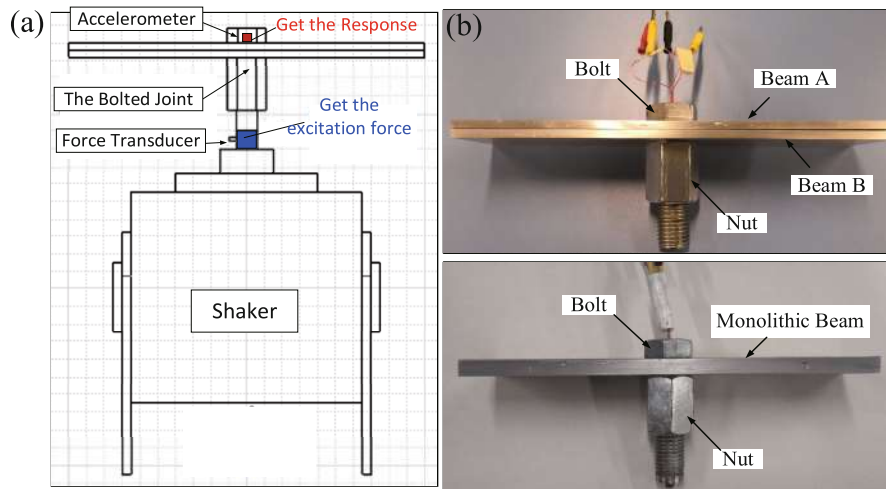 (a)
Accelerometer
Get the Response
The Bolted Joint
Get the
excitation force
Force Transducer
Shaker
(b)
Bolt
Beam A
Beam B
Nut
Bolt
Monolithic Beam
Nut